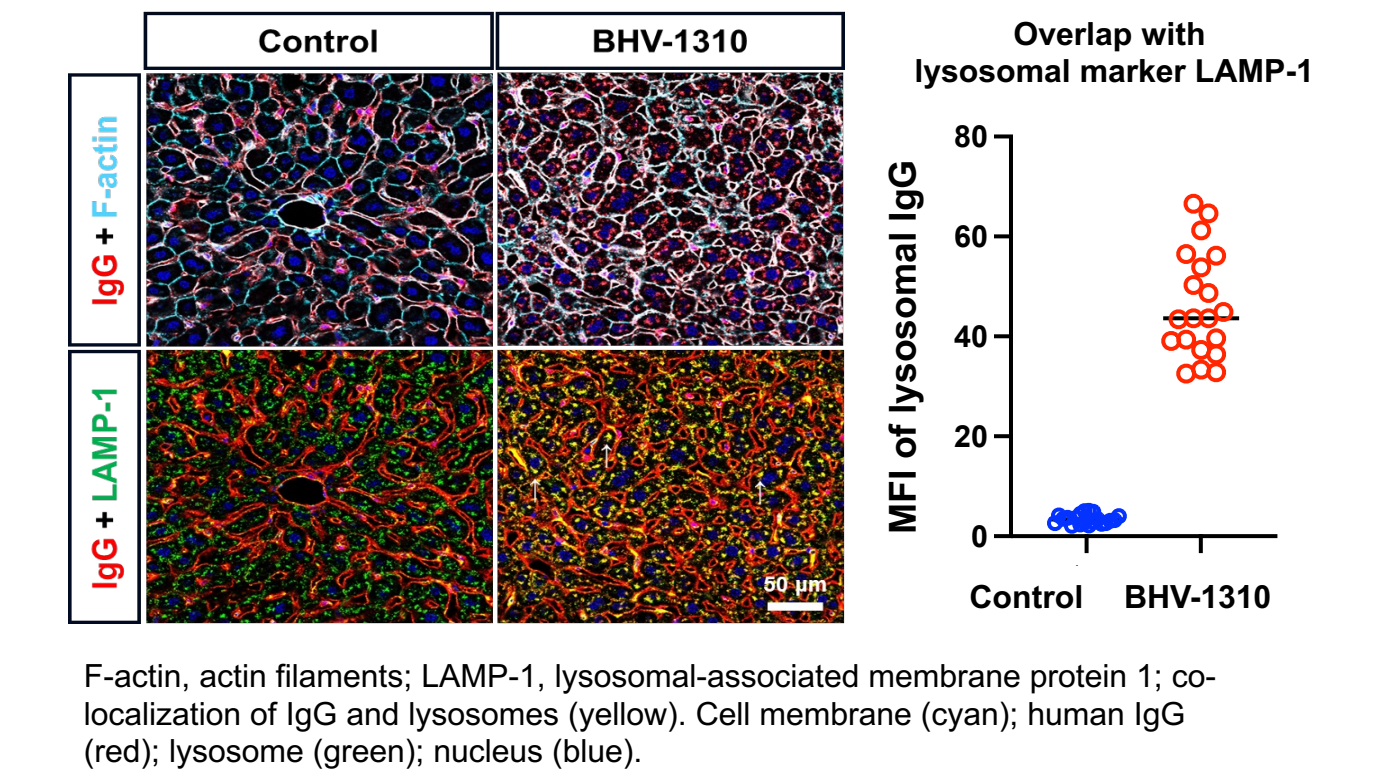 Control
BHV-1310
IgG + F-actin
IgG + LAMP-1
50 µm
Overlap with
lysosomal marker LAMP-1
MFI of lysosomal IgG
80
60
40
20
0
Control
BHV-1310
F-actin, actin filaments; LAMP-1, lysosomal-associated membrane protein 1; co-
localization of IgG and lysosomes (yellow). Cell membrane (cyan); human IgG
(red); lysosome (green); nucleus (blue).